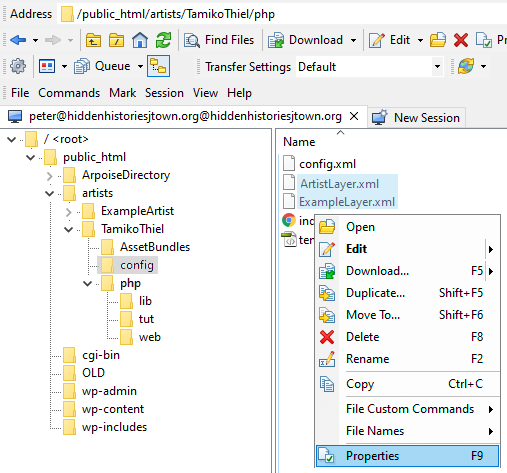 Address /public_html/artists/TamikoThiel/php
Find Files Download Edit
Queue Transfer Settings Default
File Commands Mark Session View Help
peter@hiddenhistoriesjtown.org@hiddenhistoriesjtown.org × New Session
/ <root>
public_html
ArpoiseDirectory
artists
ExampleArtist
TamikoThiel
AssetBundles
config
php
lib
tut
web
cgi-bin
OLD
wp-admin
wp-content
wp-includes
Name
config.xml
ArtistLayer.xml
ExampleLayer.xml
Open
Edit
Download... F5
Duplicate... Shift+F5
Move To... Shift+F6
Delete F8
Rename F2
Copy Ctrl+C
File Custom Commands
File Names
Properties F9